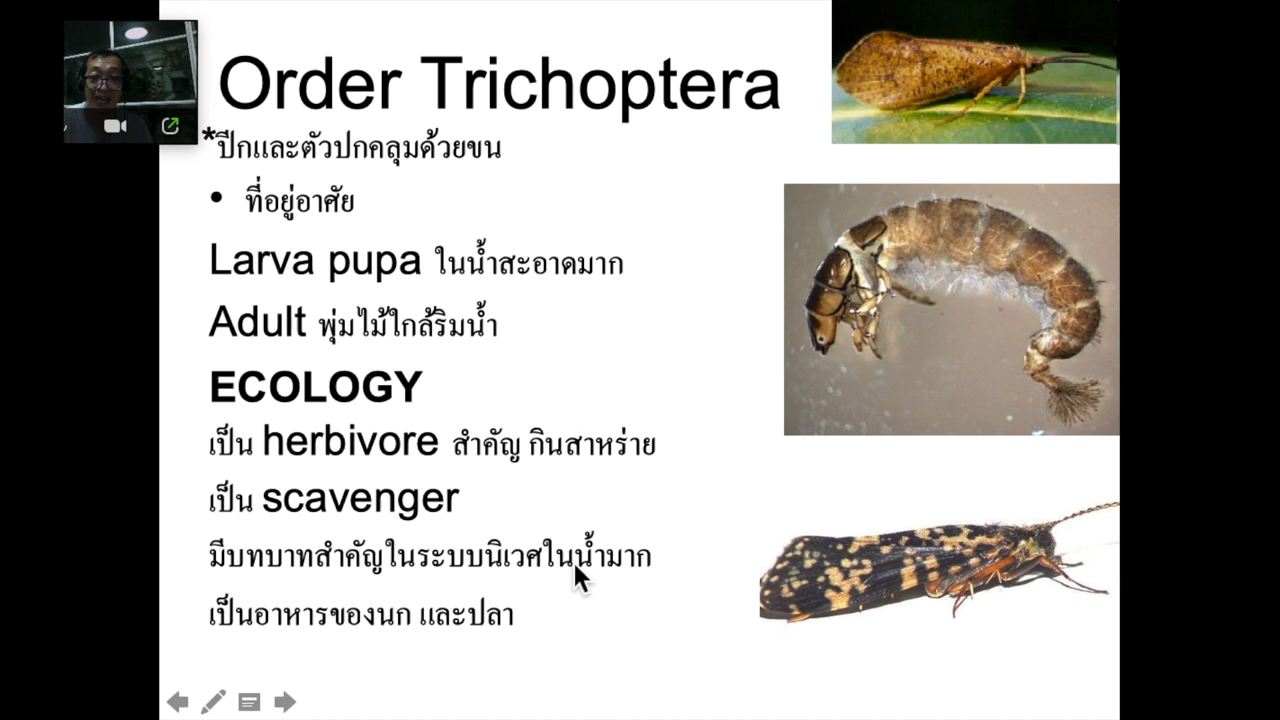 Order Trichoptera
*ปีกและตัวปกคลุมด้วยขน
• ที่อยู่อาศัย
Larva pupa ในน้ำสะอาดมาก
Adult พุ่มไม้ใกล้ริมน้ำ
ECOLOGY
เป็น herbivore สำคัญ กินสาหร่าย
เป็น scavenger
มีบทบาทสำคัญในระบบนิเวศในน้ำมาก
เป็นอาหารของนก และปลา